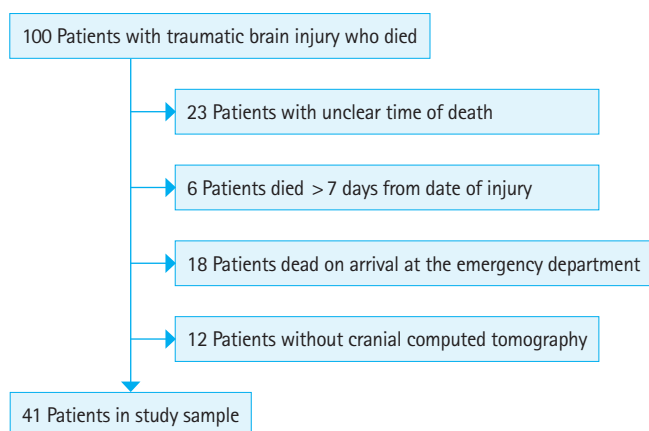 100 Patients with traumatic brain injury who died
23 Patients with unclear time of death
6 Patients died > 7 days from date of injury
18 Patients dead on arrival at the emergency department
12 Patients without cranial computed tomography
41 Patients in study sample